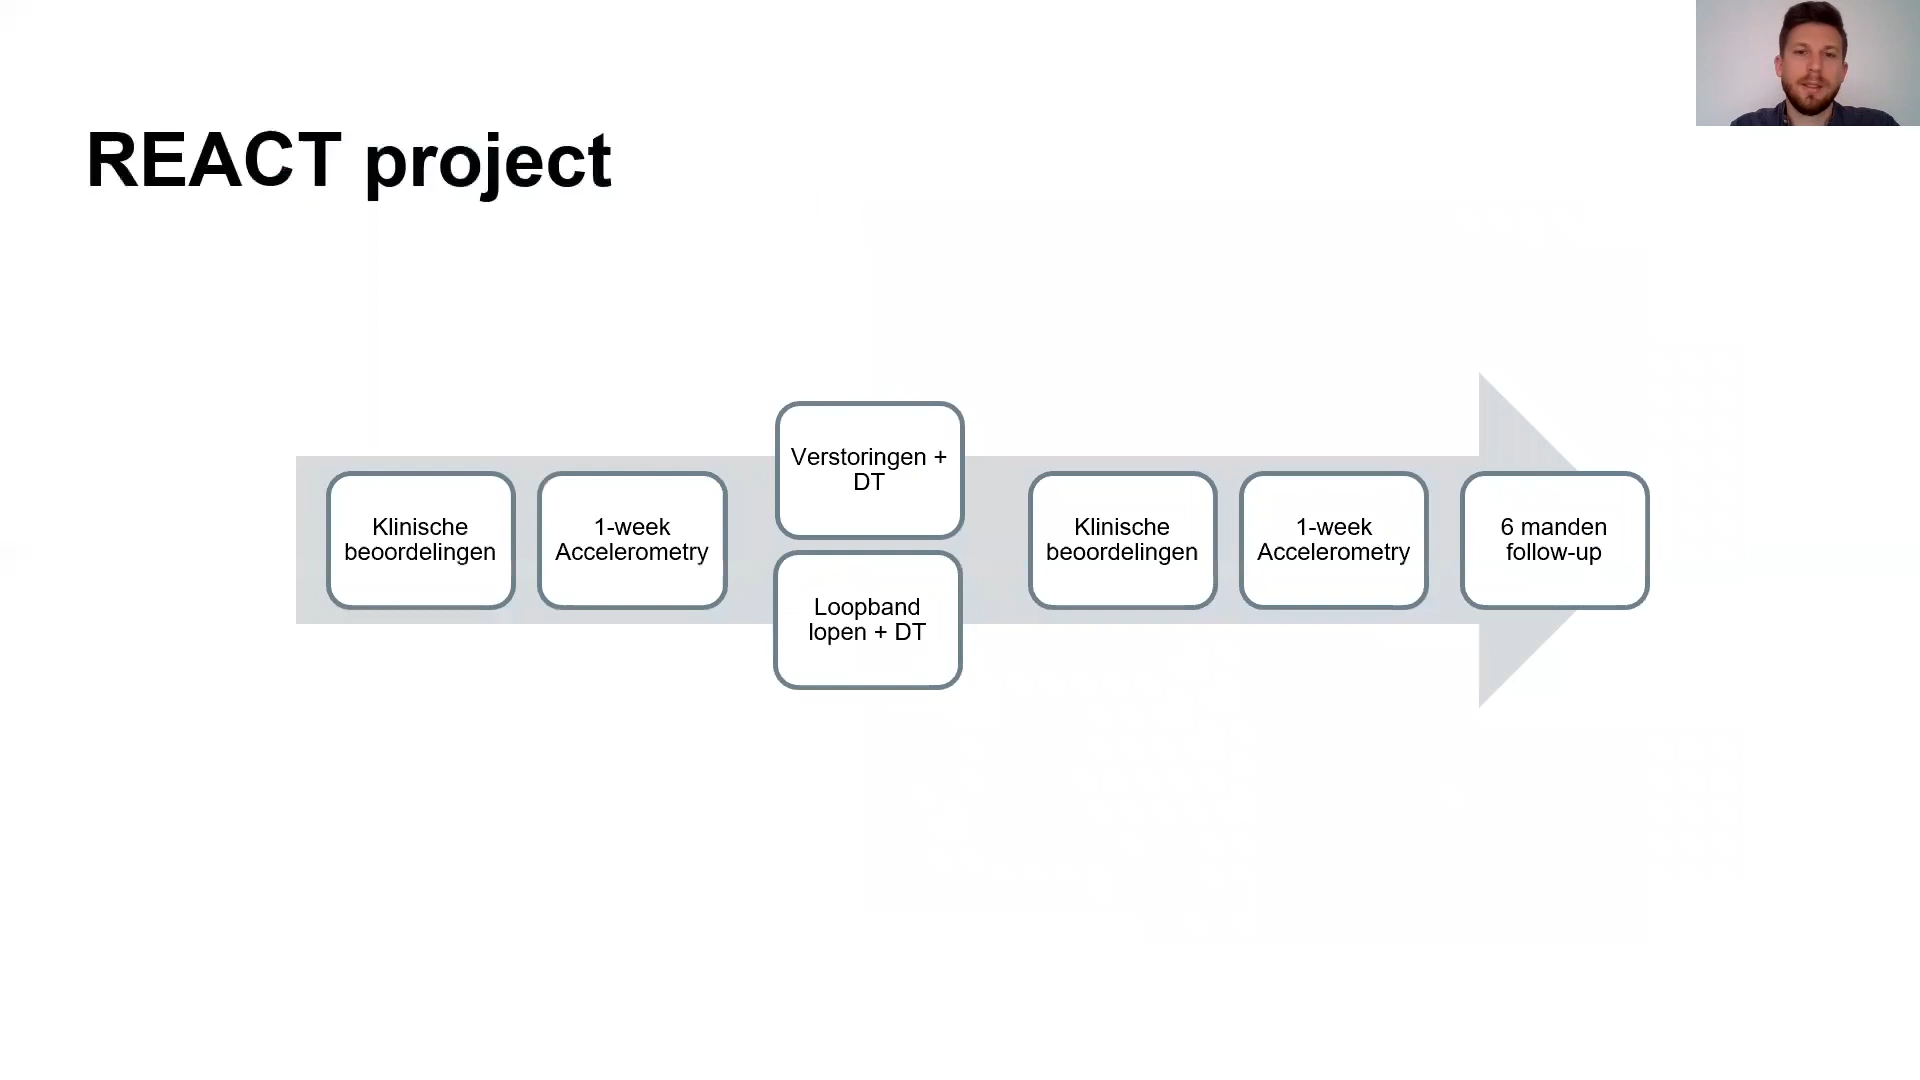 REACT project
Klinische
beoordelingen
1-week
Accelerometry
Verstoringen +
DT
Loopband
lopen + DT
Klinische
beoordelingen
1-week
Accelerometry
6 manden
follow-up